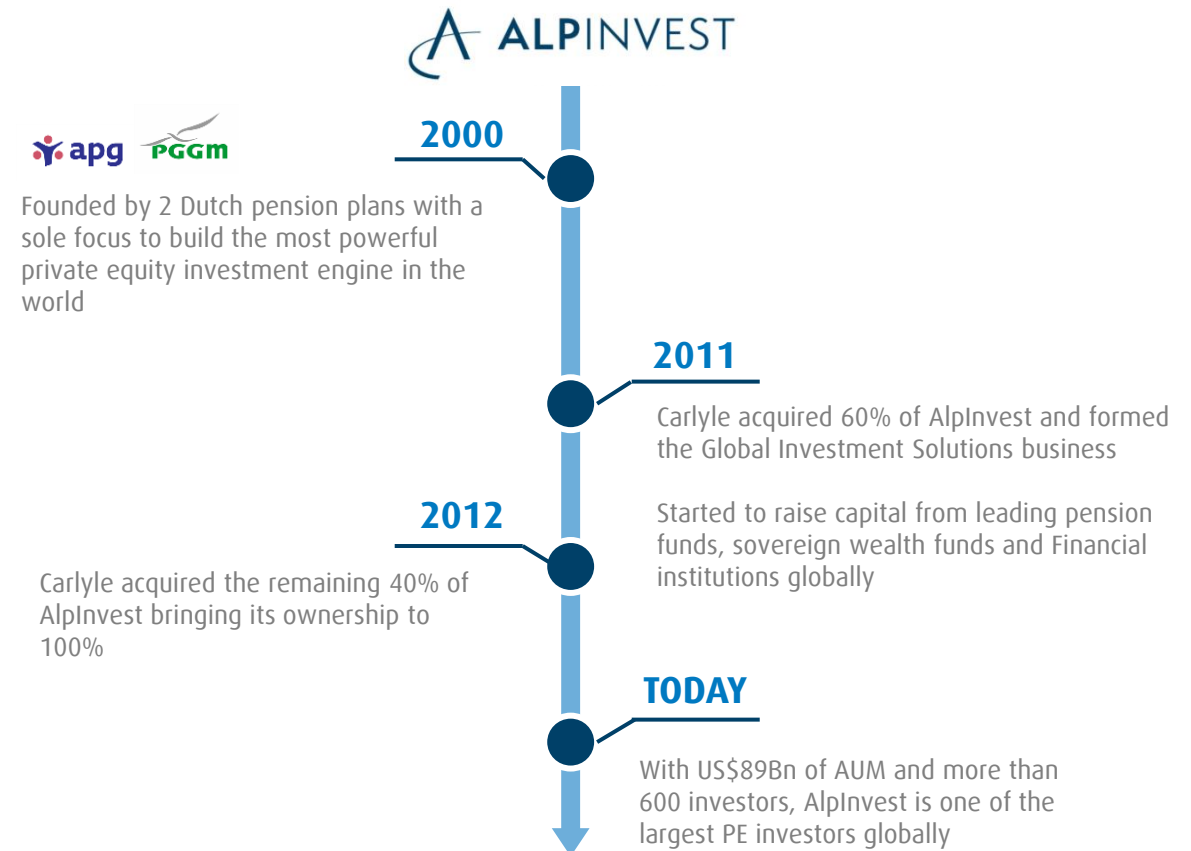 ALPINVEST
2000
apg
PGGM
Founded by 2 Dutch pension plans with a
sole focus to build the most powerful
private equity investment engine in the
world
2011
Carlyle acquired 60% of AlpInvest and formed
the Global Investment Solutions business
Started to raise capital from leading pension
funds, sovereign wealth funds and Financial
institutions globally
2012
Carlyle acquired the remaining 40% of
AlpInvest bringing its ownership to
100%
TODAY
With US$89Bn of AUM and more than
600 investors, AlpInvest is one of the
largest PE investors globally